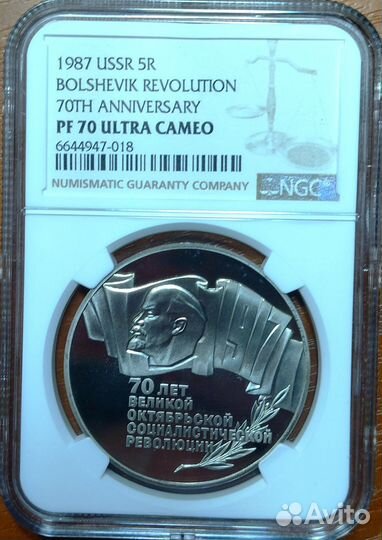 1987 USSR 5R
BOLSHEVIK REVOLUTION
70TH ANNIVERSARY
PF 70 ULTRA CAMEO
6644947-018
NUMISMATIC GUARANTY COMPANY
NGC
1917
70 ЛЕТ
ВЕЛИКОЙ
ОКТЯБРЬСКОЙ
СОЦИАЛИСТИЧЕСКОЙ
РЕВОЛЮЦИИ
Avito